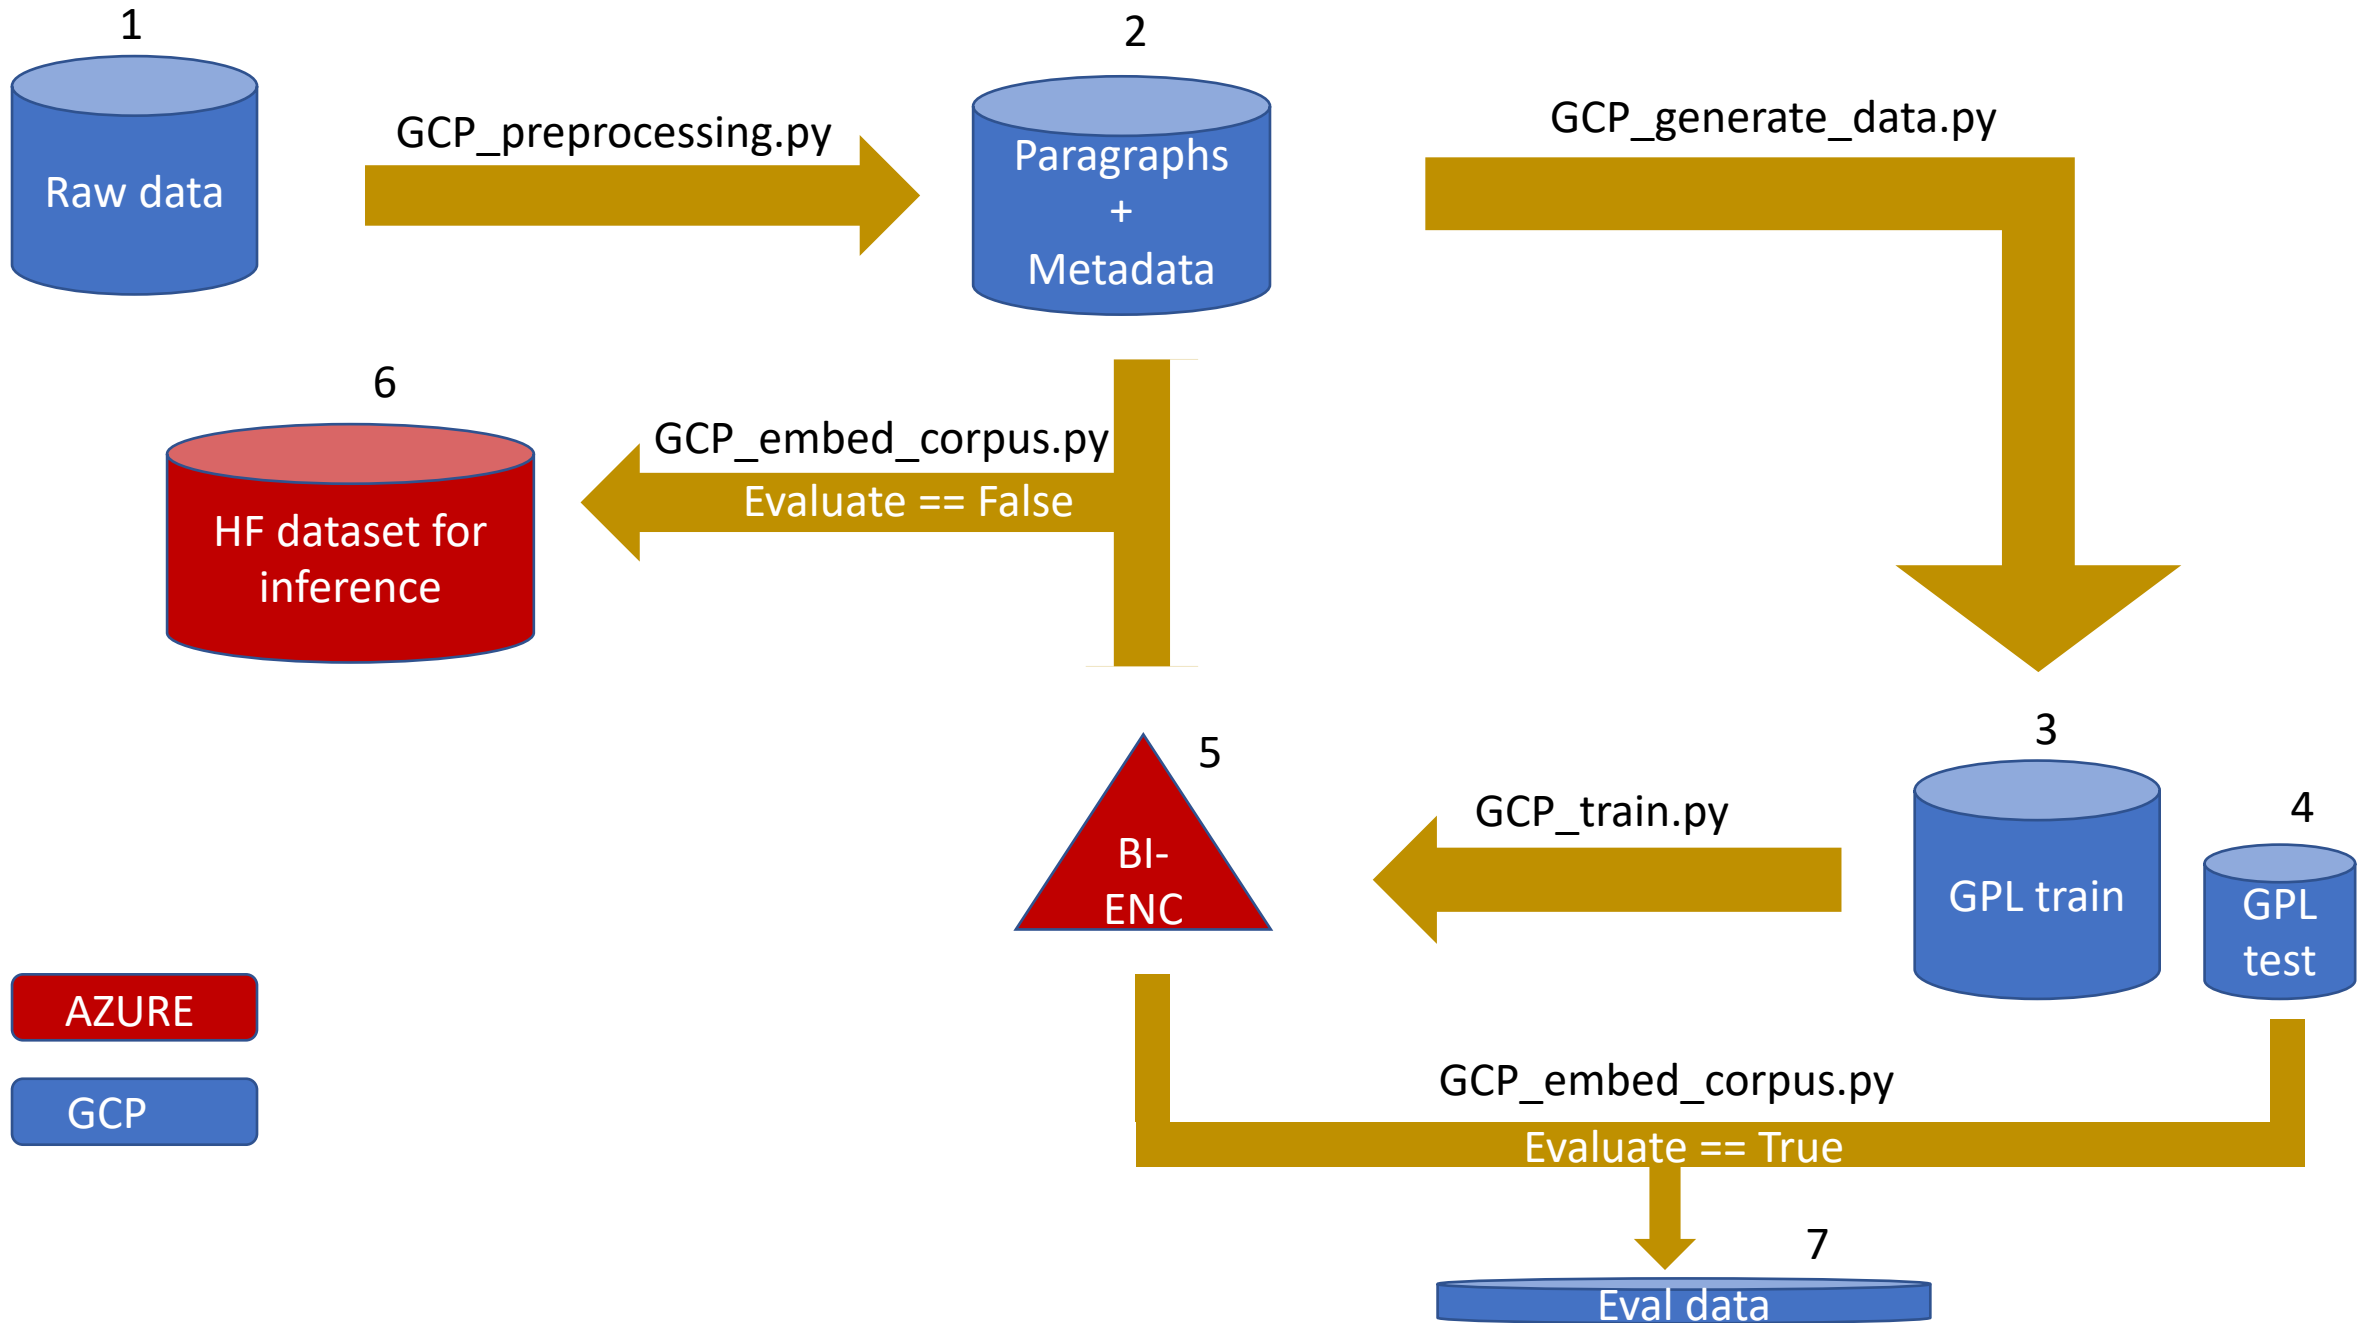 1
Raw data
GCP_preprocessing.py
2
Paragraphs
+
Metadata
GCP_generate_data.py
6
HF dataset for
inference
GCP_embed_corpus.py
Evaluate == False
3
GPL train
4
GPL
test
GCP_train.py
5
BI-
ENC
AZURE
GCP
GCP_embed_corpus.py
Evaluate == True
7
Eval data